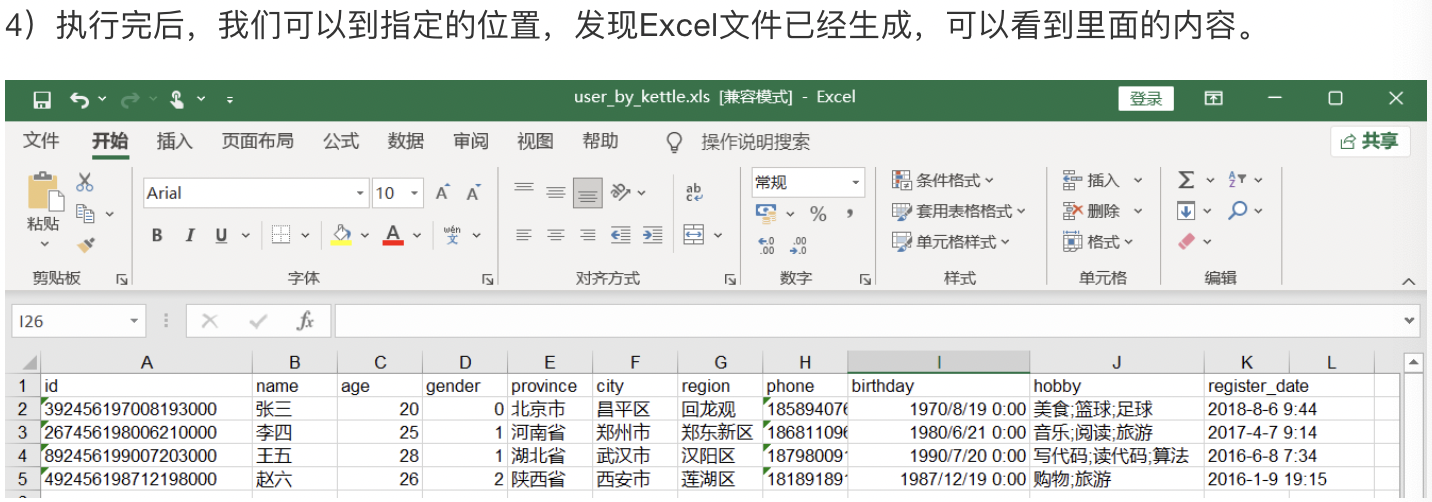 4）执行完后，我们可以到指定的位置，发现Excel文件已经生成，可以看到里面的内容。
user_by_kettle.xls [兼容模式] - Excel 登录
文件 开始 插入 页面布局 公式 数据 审阅 视图 帮助 操作说明搜索 共享
粘贴 Arial 10 A A ab 常规 条件格式 插入
B I U A wén 文 % 套用表格格式 删除
单元格样式 格式
剪贴板 字体 对齐方式 数字 样式 单元格 编辑
I26 fx
A B C D E F G H I J K L
1 id name age gender province city region phone birthday hobby register_date
2 392456197008193000 张三 20 0 北京市 昌平区 回龙观 18589407 1970/8/19 0:00 美食;篮球;足球 2018-8-6 9:44
3 267456198006210000 李四 25 1 河南省 郑州市 郑东新区 18681109 1980/6/21 0:00 音乐;阅读;旅游 2017-4-7 9:14
4 892456199007203000 王五 28 1 湖北省 武汉市 汉阳区 18798009 1990/7/20 0:00 写代码;读代码;算法 2016-6-8 7:34
5 492456198712198000 赵六 26 2 陕西省 西安市 莲湖区 18189189 1987/12/19 0:00 购物;旅游 2016-1-9 19:15